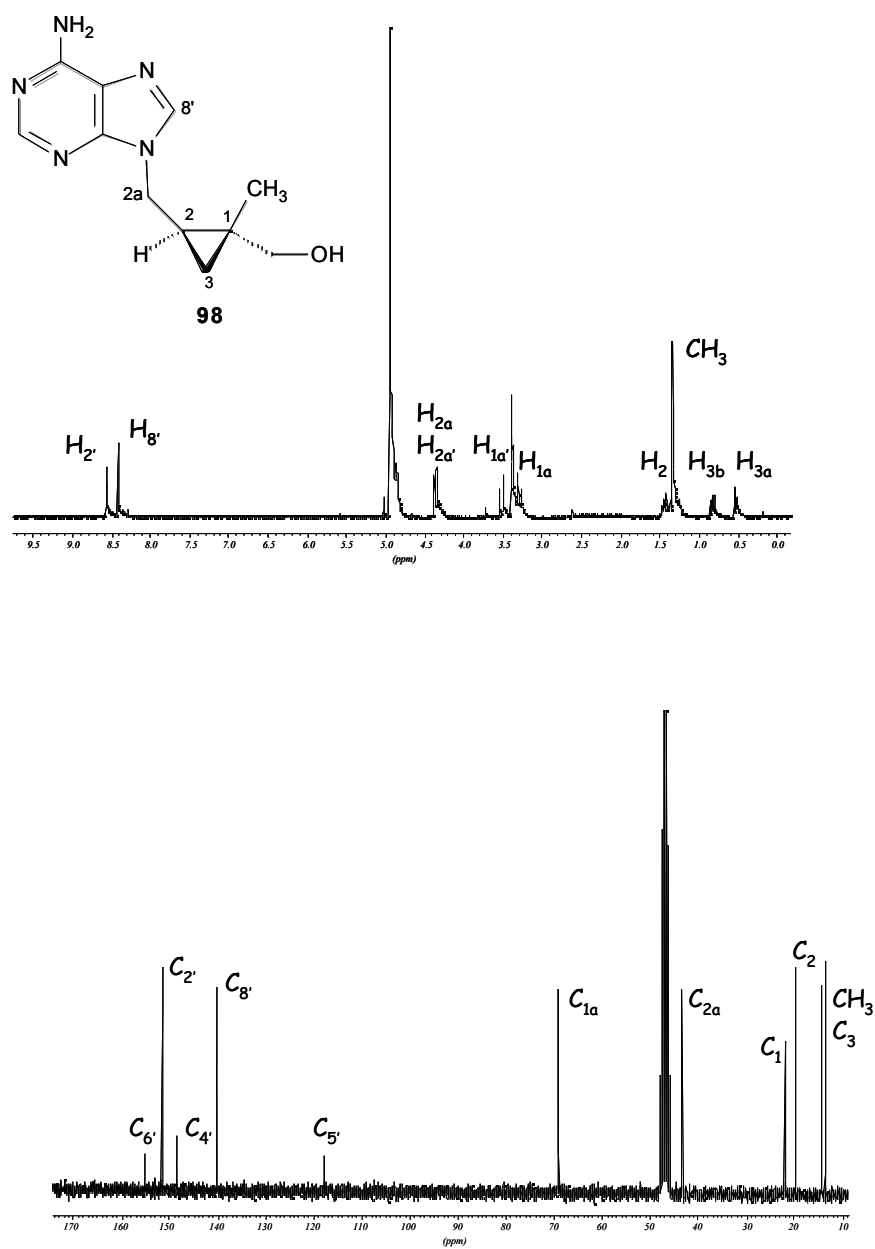 NH₂
N
N
8'
N
N
2a
CH₃
2
1
H
OH
3
98
CH₃
H₂ₐ
H₂' H₈' H₂ₐ' H₁ₐ' H₁ₐ H₂ H₃b H₃ₐ
9.5 9.0 8.5 8.0 7.5 7.0 6.5 6.0 5.5 5.0 4.5 4.0 3.5 3.0 2.5 2.0 1.5 1.0 0.5 0.0
(ppm)
C₂
C₂'
C₈' C₁ₐ C₂ₐ CH₃
C₃
C₁
C₆' C₄' C₅'
170 160 150 140 130 120 110 100 90 80 70 60 50 40 30 20 10
(ppm)